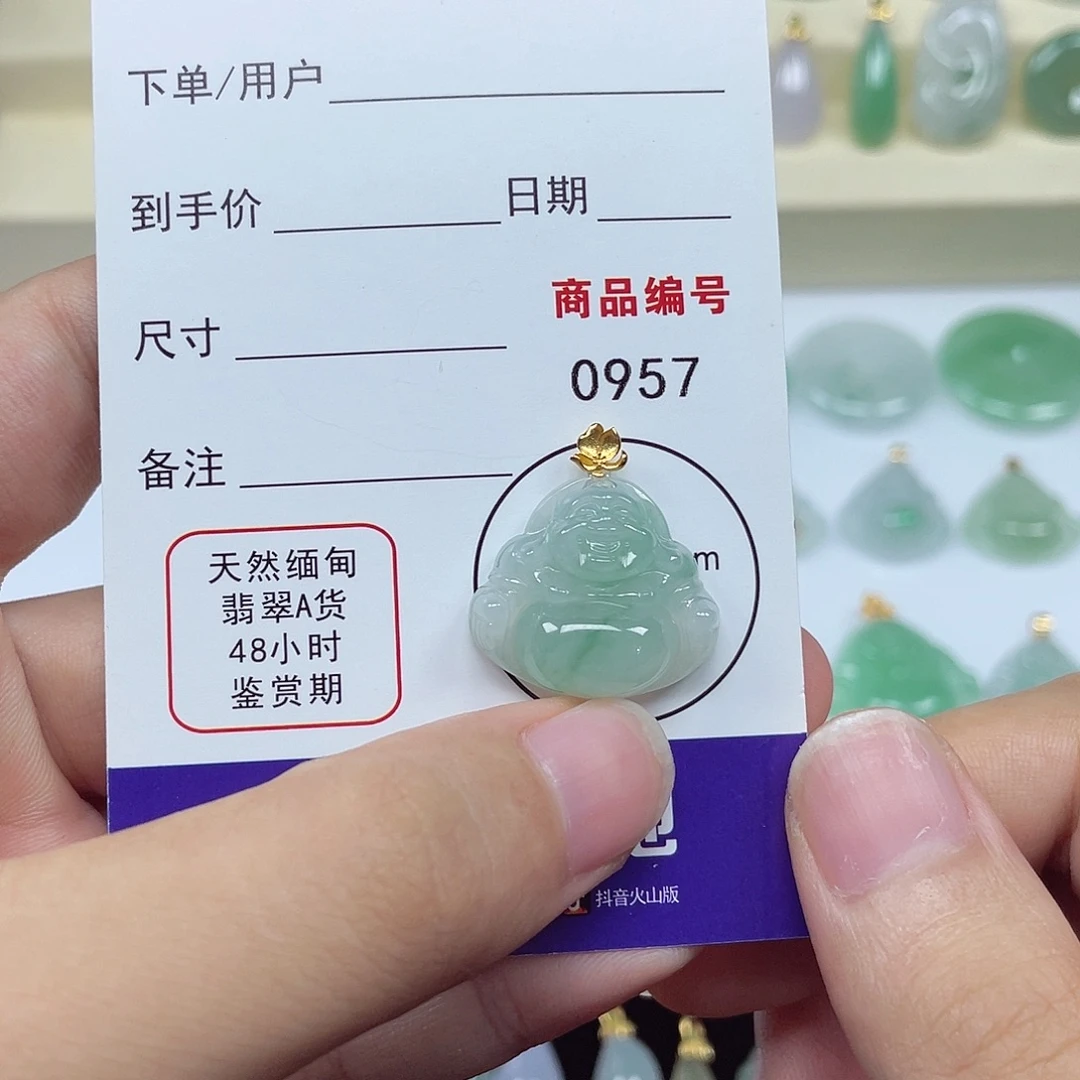 下单/用户
到手价 日期
商品编号
尺寸
0957
备注
m
天然缅甸
翡翠A货
48小时
鉴赏期
抖音火山版